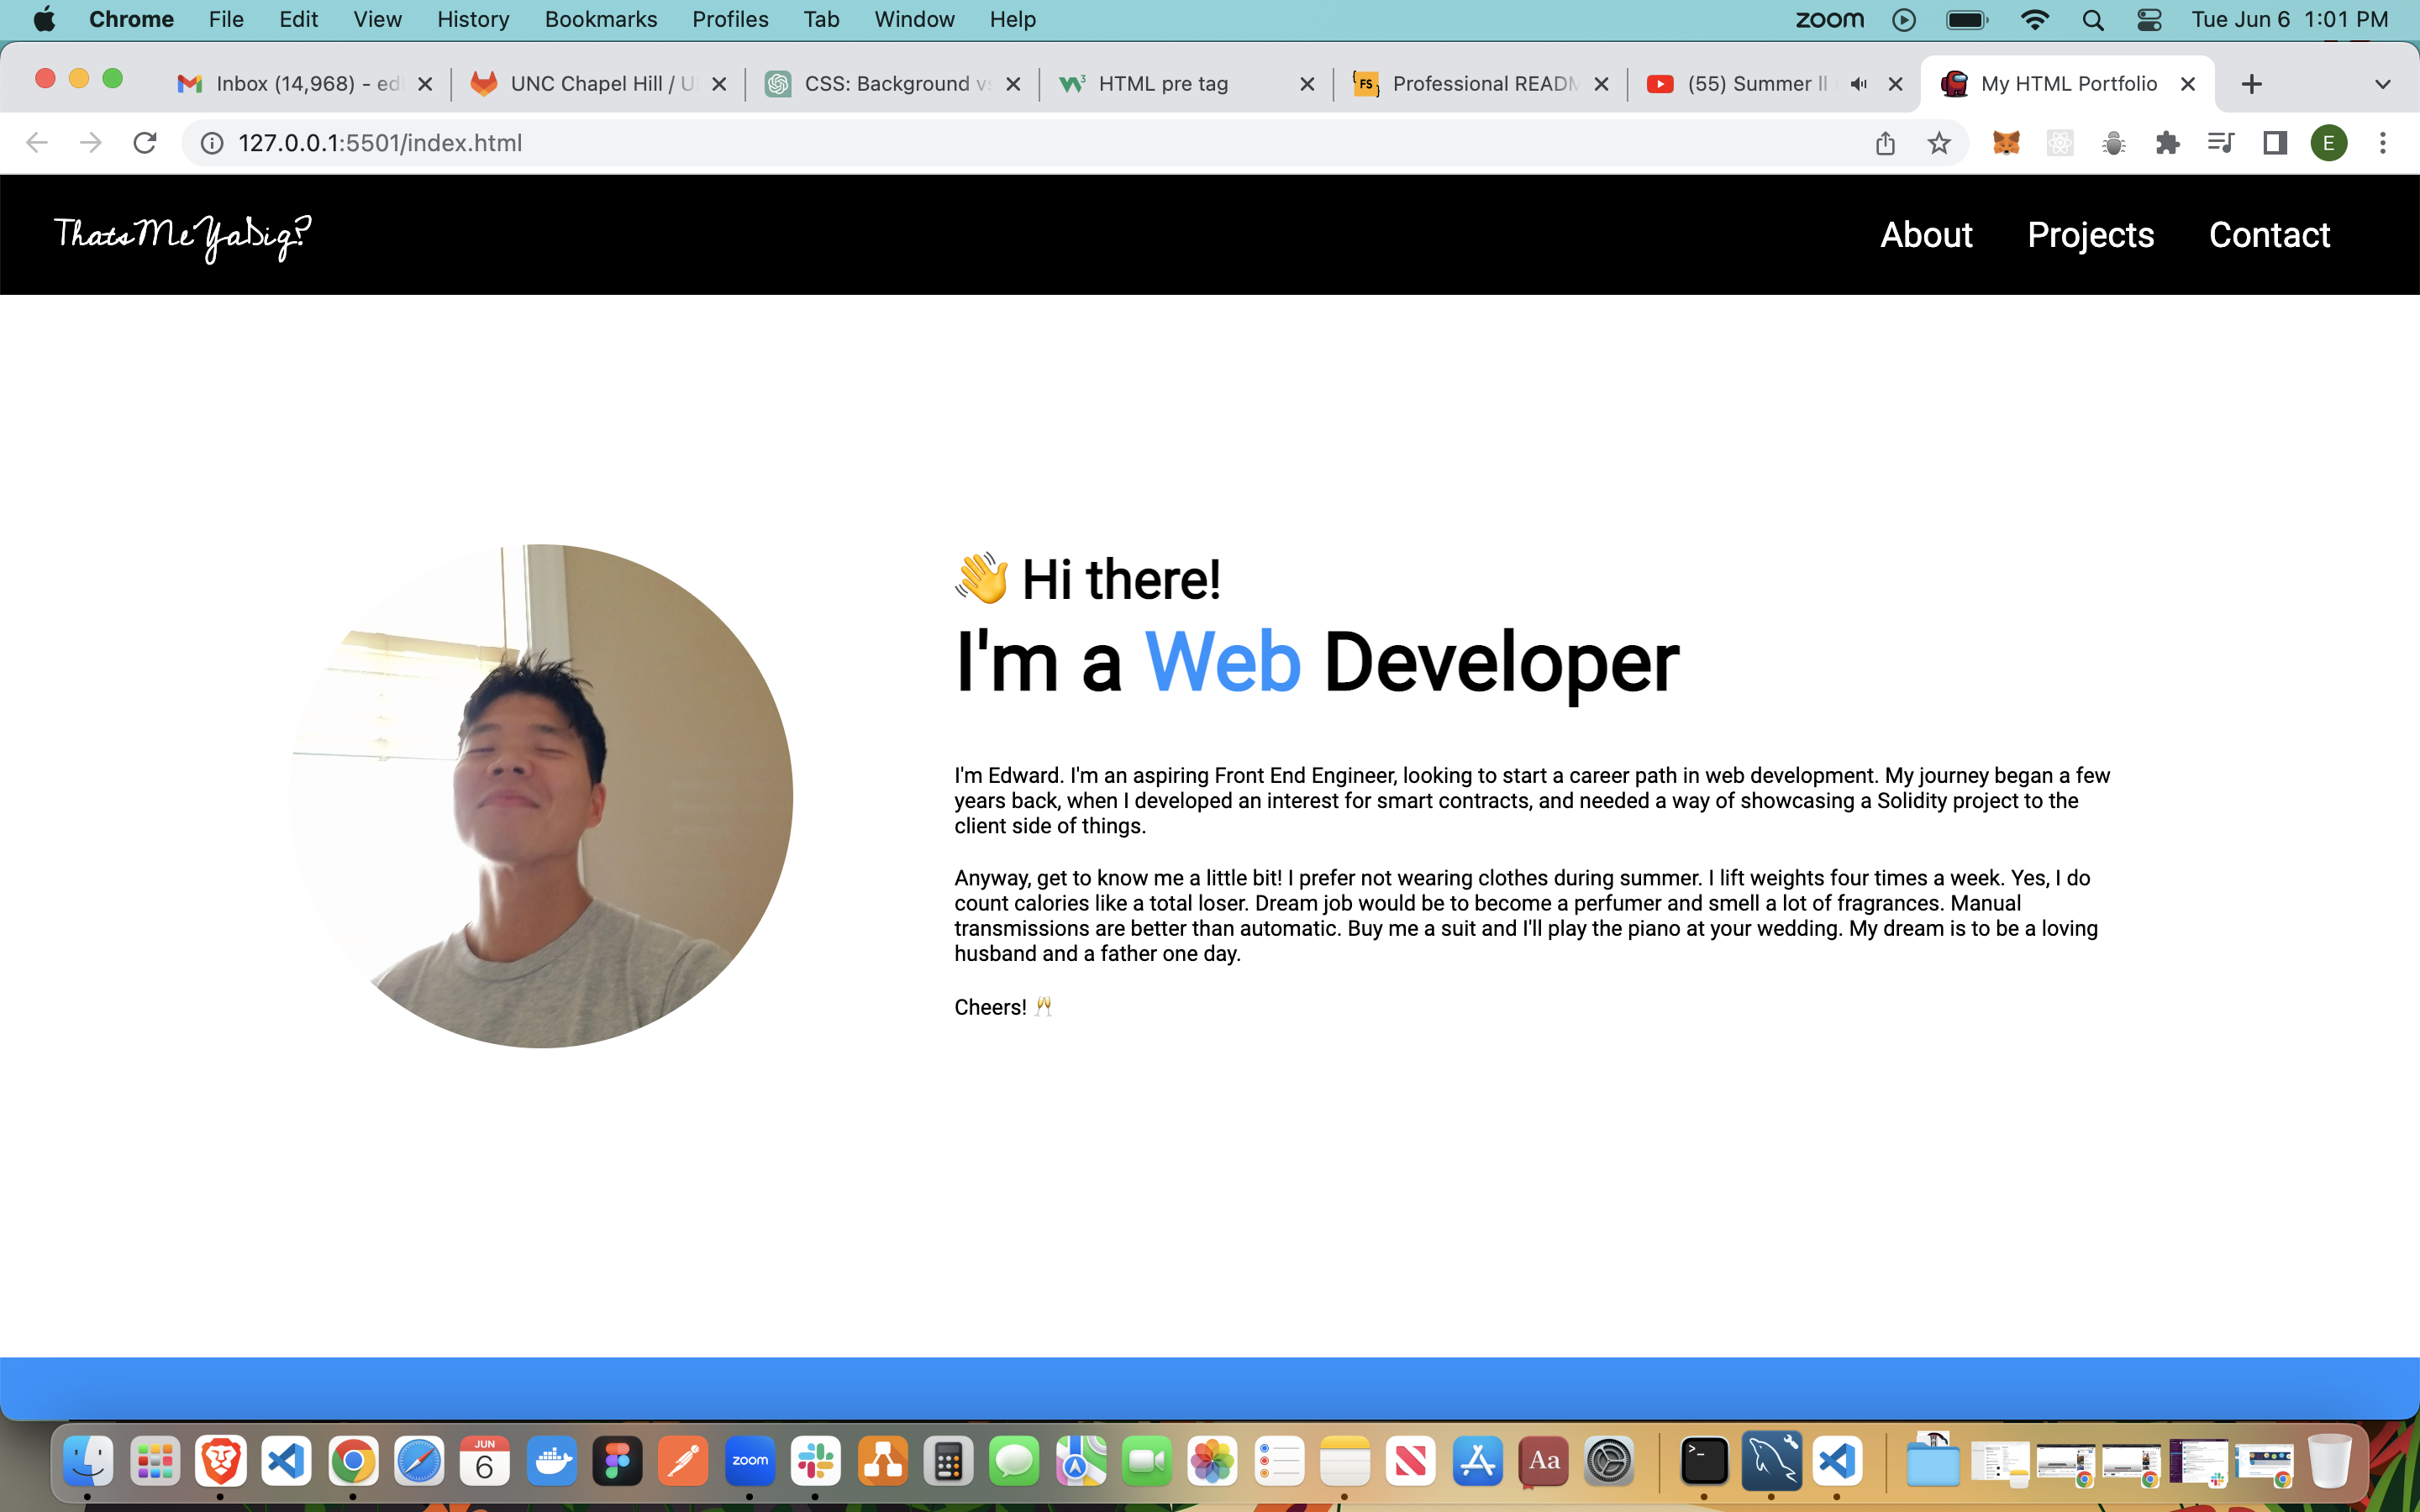 Chrome File Edit View History Bookmarks Profiles Tab Window Help zoom Tue Jun 6 1:01 PM
Inbox (14,968) - ed UNC Chapel Hill / U CSS: Background vs HTML pre tag FS Professional READM (55) Summer II My HTML Portfolio
127.0.0.1:5501/index.html E
ThatsMeYaDig? About Projects Contact
👋 Hi there!
I'm a Web Developer
I'm Edward. I'm an aspiring Front End Engineer, looking to start a career path in web development. My journey began a few
years back, when I developed an interest for smart contracts, and needed a way of showcasing a Solidity project to the
client side of things.
Anyway, get to know me a little bit! I prefer not wearing clothes during summer. I lift weights four times a week. Yes, I do
count calories like a total loser. Dream job would be to become a perfumer and smell a lot of fragrances. Manual
transmissions are better than automatic. Buy me a suit and I'll play the piano at your wedding. My dream is to be a loving
husband and a father one day.
Cheers! 🥂
JUN
6 zoom Aa